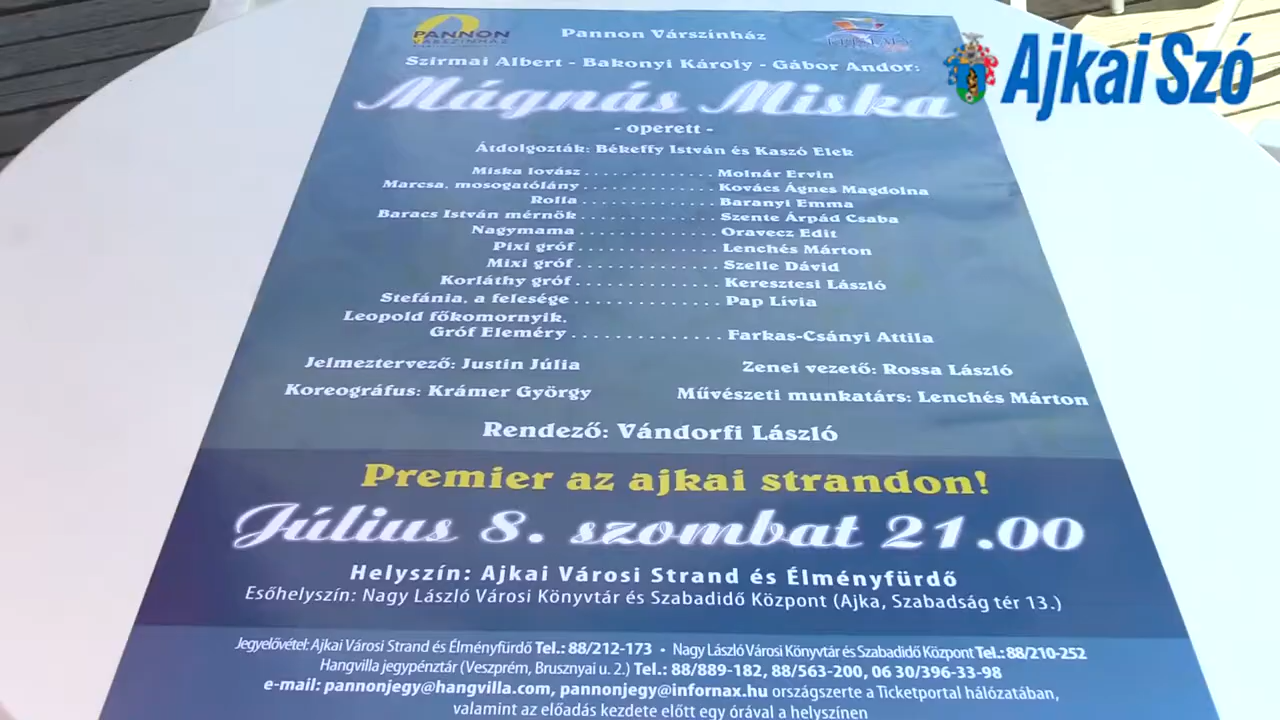 PANNON
VÁRSZÍNHÁZ
Pannon Várszínház
Ajkai Szó
Szirmai Albert - Bakonyi Károly - Gábor Andor:
Mágnás Miska
- operett -
Átdolgozták: Békeffy István és Kaszó Elek
Miska lovász . . . . . . . . . . . . . Molnár Ervin
Marcsa, mosogatólány . . . . . . . . . . . . . Kovács Ágnes Magdolna
Rolla . . . . . . . . . . . . . Baranyi Emma
Baracs István mérnök . . . . . . . . . . . . . Szente Árpád Csaba
Nagymama . . . . . . . . . . . . . Oravecz Edit
Pixi gróf . . . . . . . . . . . . . Lenchés Márton
Mixi gróf . . . . . . . . . . . . . Szelle Dávid
Korláthy gróf . . . . . . . . . . . . . Keresztesi László
Stefánia, a felesége . . . . . . . . . . . . . Pap Lívia
Leopold főkomornyik,
Gróf Eleméry . . . . . . . . . . . . . Farkas-Csányi Attila
Jelmeztervező: Justin Júlia Zenei vezető: Rossa László
Koreográfus: Krámer György Művészeti munkatárs: Lenchés Márton
Rendező: Vándorfi László
Premier az ajkai strandon!
Július 8. szombat 21.00
Helyszín: Ajkai Városi Strand és Élményfürdő
Esőhelyszín: Nagy László Városi Könyvtár és Szabadidő Központ (Ajka, Szabadság tér 13.)
Jegyelővétel: Ajkai Városi Strand és Élményfürdő Tel.: 88/212-173 • Nagy László Városi Könyvtár és Szabadidő Központ Tel.: 88/210-252
Hangvilla jegypénztár (Veszprém, Brusznyai u. 2.) Tel.: 88/889-182, 88/563-200, 06 30/396-33-98
e-mail: pannonjegy@hangvilla.com, pannonjegy@infornax.hu országszerte a Ticketportal hálózatában,
valamint az előadás kezdete előtt egy órával a helyszínen